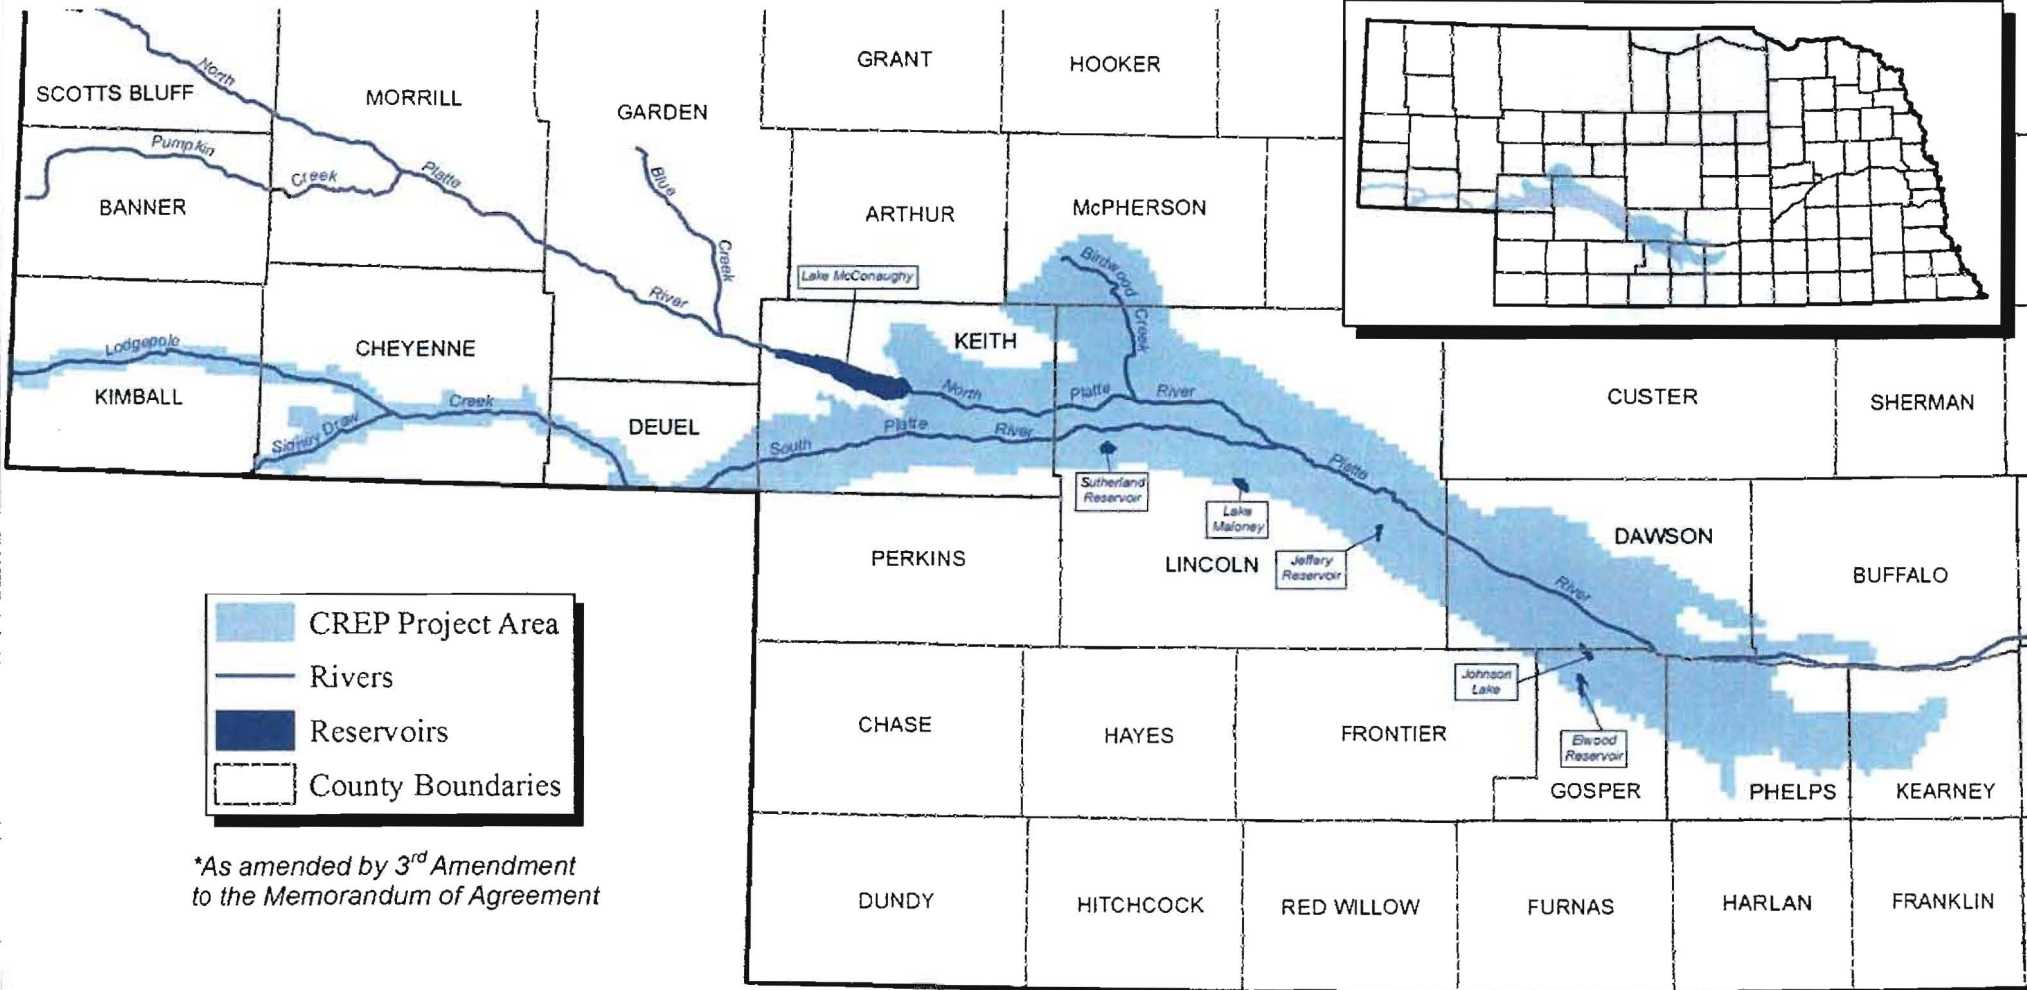 GRANT
HOOKER
SCOTTS BLUFF
North
MORRILL
GARDEN
Pumpkin
Creek
Platte
Blue
Creek
BANNER
ARTHUR
McPHERSON
Lake McConaughy
Birdwood
Creek
River
Lodgepole
CHEYENNE
KEITH
KIMBALL
Creek
Sidney Draw
DEUEL
North
Platte
River
South
Platte
River
CUSTER
SHERMAN
Platte
Sutherland
Reservoir
Lake
Maloney
PERKINS
LINCOLN
Jeffery
Reservoir
DAWSON
River
BUFFALO
CREP Project Area
Rivers
Reservoirs
County Boundaries
Johnson
Lake
CHASE
HAYES
FRONTIER
Elwood
Reservoir
GOSPER
PHELPS
KEARNEY
*As amended by 3rd Amendment
to the Memorandum of Agreement
DUNDY
HITCHCOCK
RED WILLOW
FURNAS
HARLAN
FRANKLIN